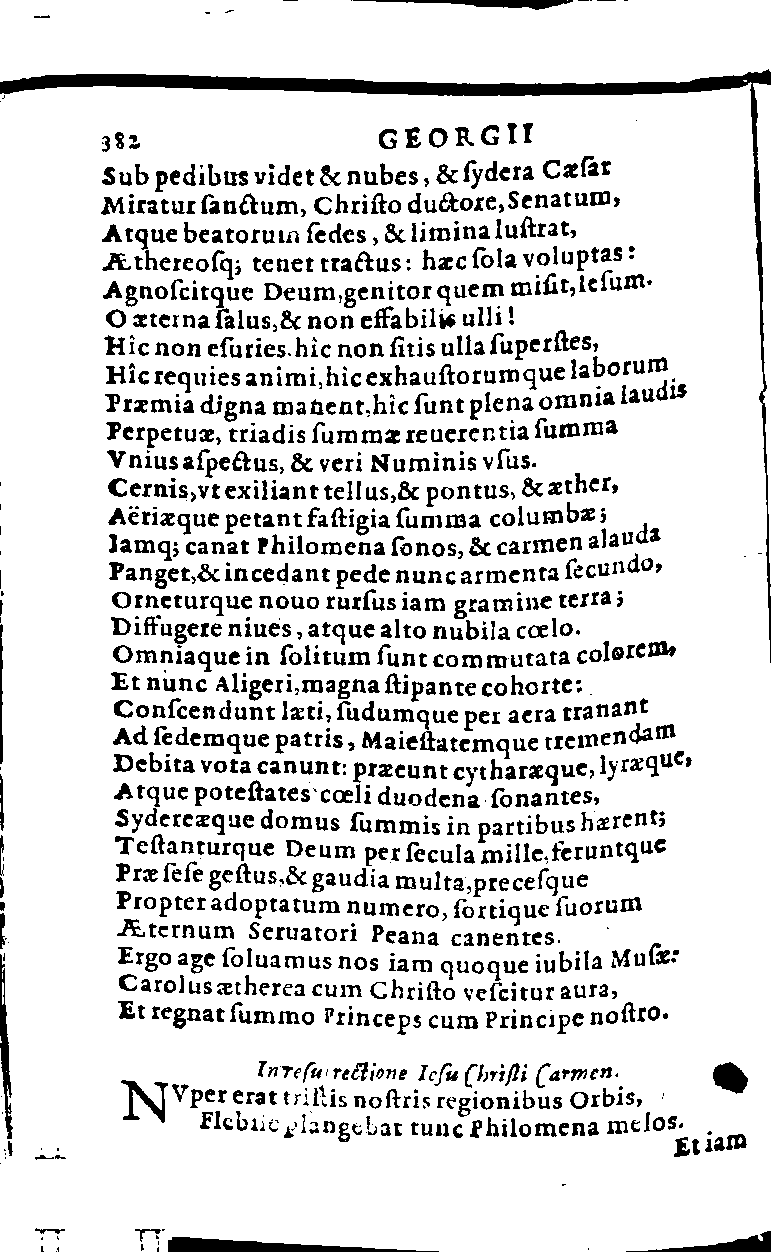 382 GEORGII
Sub pedibus videt & nubes, & ſydera Cæſar
Miratur ſanctum, Chriſto ductore, Senatum,
Atque beatorum ſedes, & limina luſtrat,
Æthereoſq; tenet tractus: hæc ſola voluptas:
Agnoſcitque Deum, genitor quem miſit, Ieſum.
O æterna ſalus, & non effabilis ulli!
Hîc non eſuries. hîc non ſitis ulla ſuperſtes,
Hîc requies animi, hîc exhauſtorumque laborum
Præmia digna manent, hîc ſunt plena omnia laudis
Perpetuæ, triadis ſummæ reuerentia ſumma
Vnius aſpectus, & veri Numinis vſus.
Cernis, vt exiliant tellus, & pontus, & æther,
Aëriæque petant faſtigia ſumma columbæ;
Jamq; canat Philomena ſonos, & carmen alauda
Panget, & incedant pede nunc armenta ſecundo,
Orneturque nouo rurſus iam gramine terra;
Diffugere niues, atque alto nubila cœlo.
Omniaque in ſolitum ſunt commutata colorem,
Et nunc Aligeri, magna ſtipante cohorte:
Conſcendunt læti, ſudumque per aera tranant
Ad ſedemque patris, Maieſtatemque tremendam
Debita vota canunt: præeunt cytharæque, lyræque,
Atque poteſtates cœli duodena ſonantes,
Sydereæque domus ſummis in partibus hærent;
Teſtanturque Deum per ſecula mille, feruntque
Præ ſeſe geſtus, & gaudia multa, preceſque
Propter adoptatum numero, ſortique ſuorum
Æternum Seruatori Peana canentes.
Ergo age ſoluamus nos iam quoque iubila Muſæ:
Carolus ætherea cum Chriſto veſcitur aura,
Et regnat ſummo Princeps cum Principe noſtro.
In reſurrectione Ieſu Chriſti Carmen.
NVper erat triſtis noſtris regionibus Orbis,
Flebile plangebat tunc Philomena melos.
Et iam